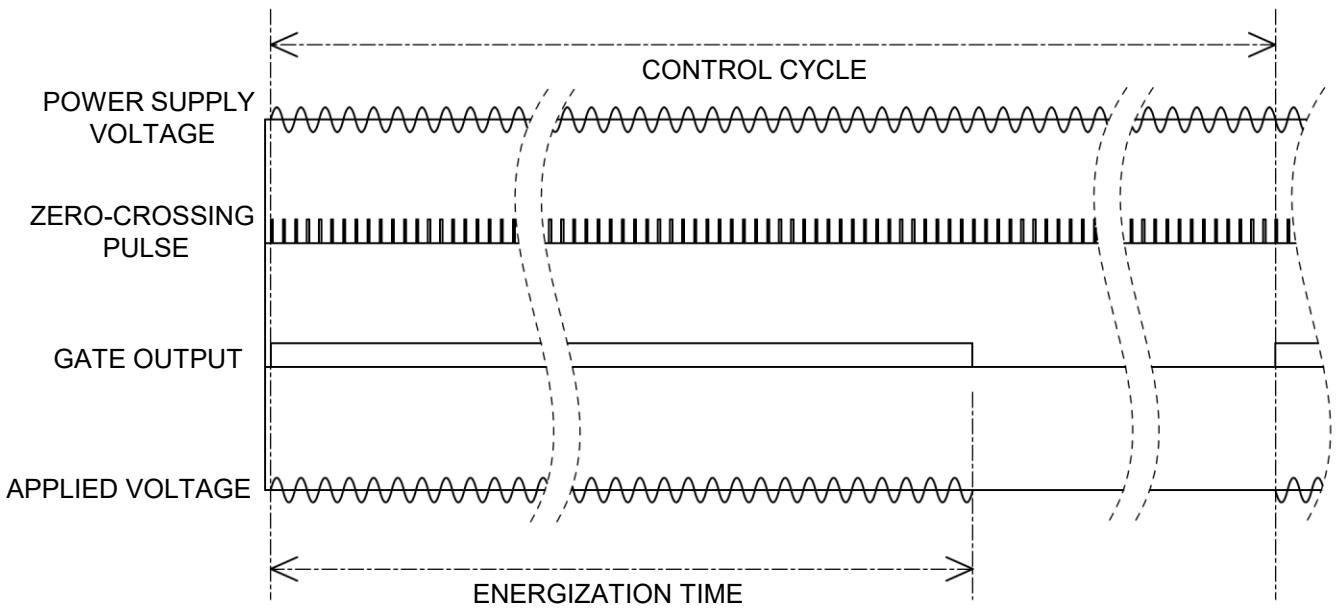 CONTROL CYCLE
POWER SUPPLY
VOLTAGE
ZERO-CROSSING
PULSE
GATE OUTPUT
APPLIED VOLTAGE
ENERGIZATION TIME